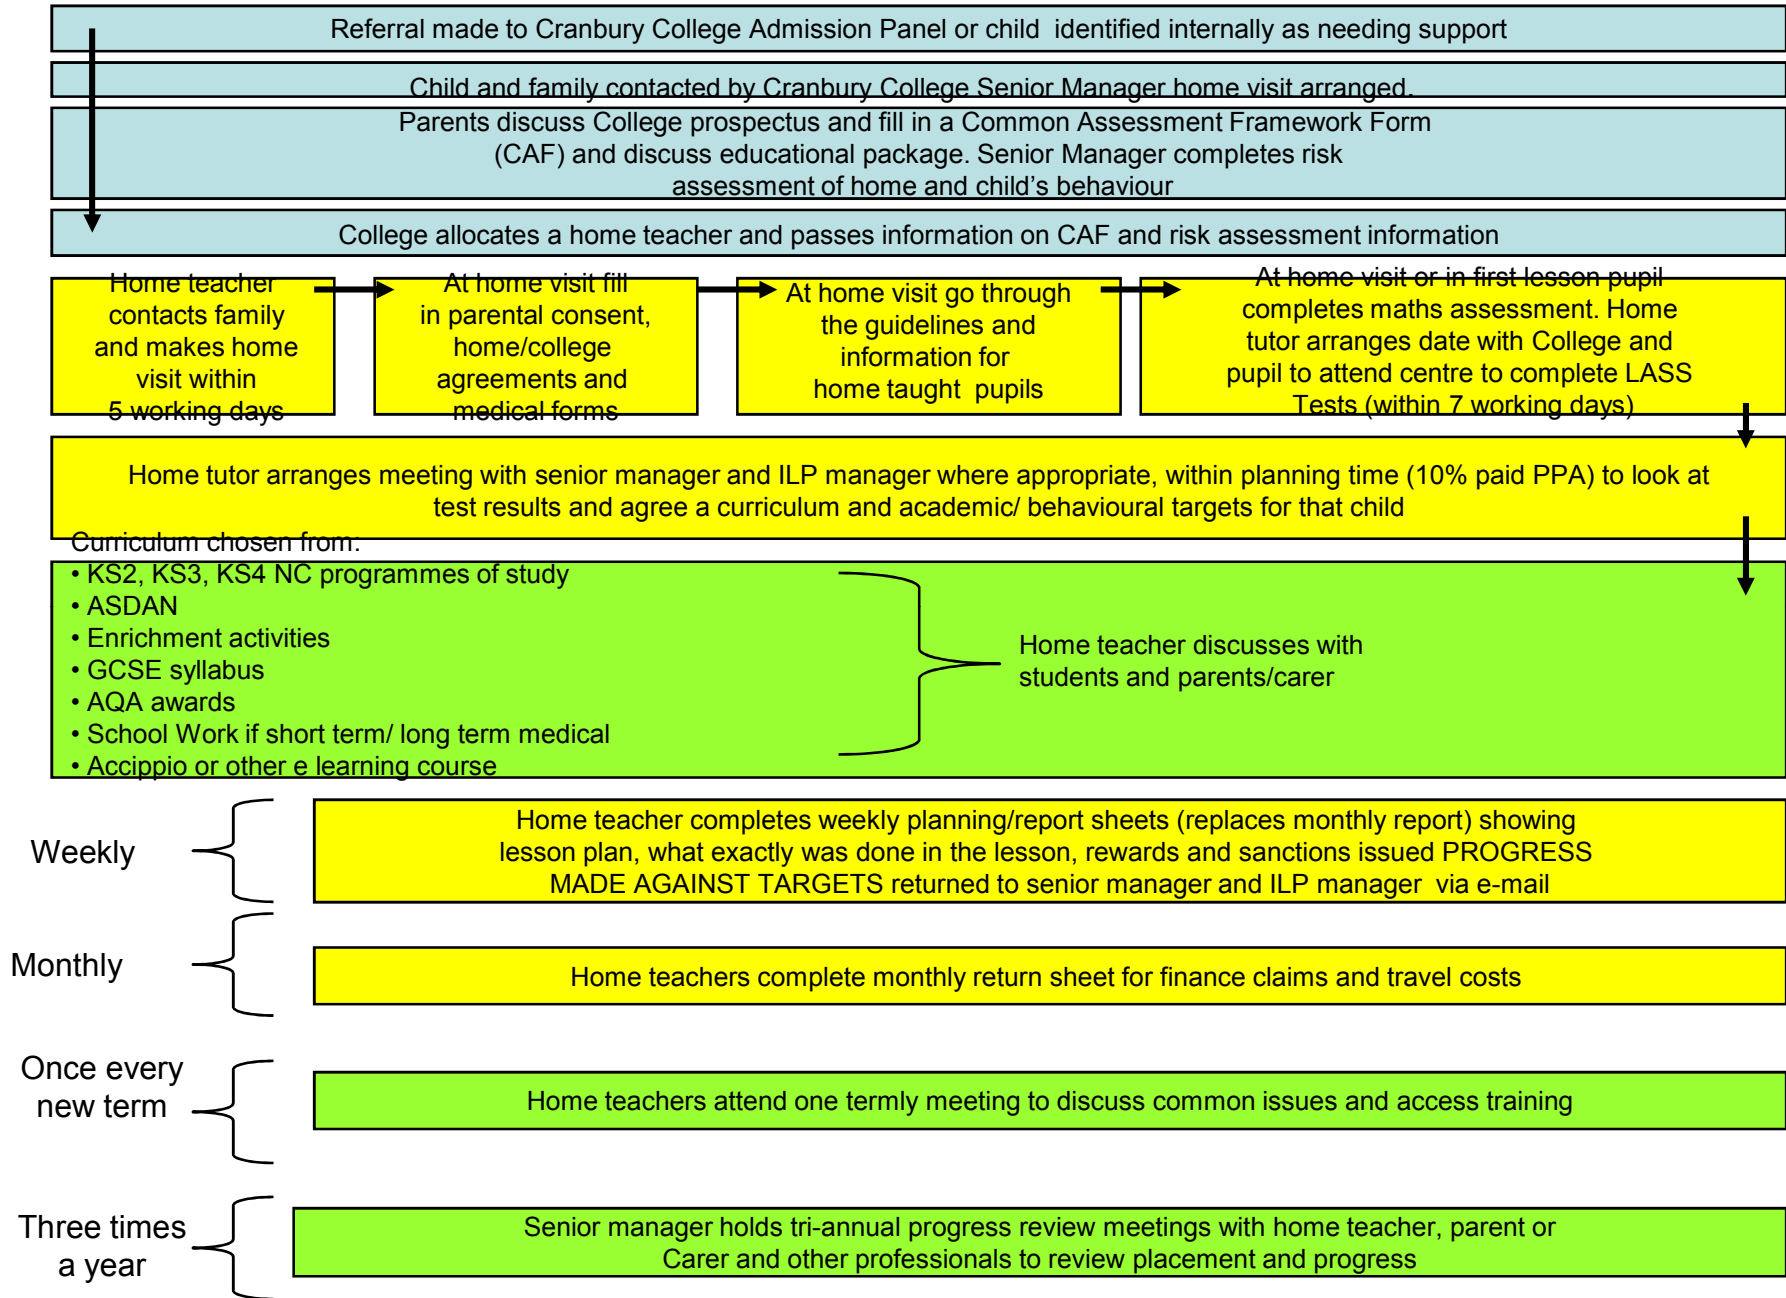 Referral made to Cranbury College Admission Panel or child identified internally as needing support
Child and family contacted by Cranbury College Senior Manager home visit arranged.
Parents discuss College prospectus and fill in a Common Assessment Framework Form
(CAF) and discuss educational package. Senior Manager completes risk
assessment of home and child’s behaviour
College allocates a home teacher and passes information on CAF and risk assessment information
Home teacher
contacts family
and makes home
visit within
5 working days
At home visit fill
in parental consent,
home/college
agreements and
medical forms
At home visit go through
the guidelines and
information for
home taught pupils
At home visit or in first lesson pupil
completes maths assessment. Home
tutor arranges date with College and
pupil to attend centre to complete LASS
Tests (within 7 working days)
Home tutor arranges meeting with senior manager and ILP manager where appropriate, within planning time (10% paid PPA) to look at
test results and agree a curriculum and academic/ behavioural targets for that child
Curriculum chosen from:
• KS2, KS3, KS4 NC programmes of study
• ASDAN
• Enrichment activities
• GCSE syllabus
• AQA awards
• School Work if short term/ long term medical
• Accippio or other e learning course
Home teacher discusses with
students and parents/carer
Weekly
Home teacher completes weekly planning/report sheets (replaces monthly report) showing
lesson plan, what exactly was done in the lesson, rewards and sanctions issued PROGRESS
MADE AGAINST TARGETS returned to senior manager and ILP manager via e-mail
Monthly
Home teachers complete monthly return sheet for finance claims and travel costs
Once every
new term
Home teachers attend one termly meeting to discuss common issues and access training
Three times
a year
Senior manager holds tri-annual progress review meetings with home teacher, parent or
Carer and other professionals to review placement and progress